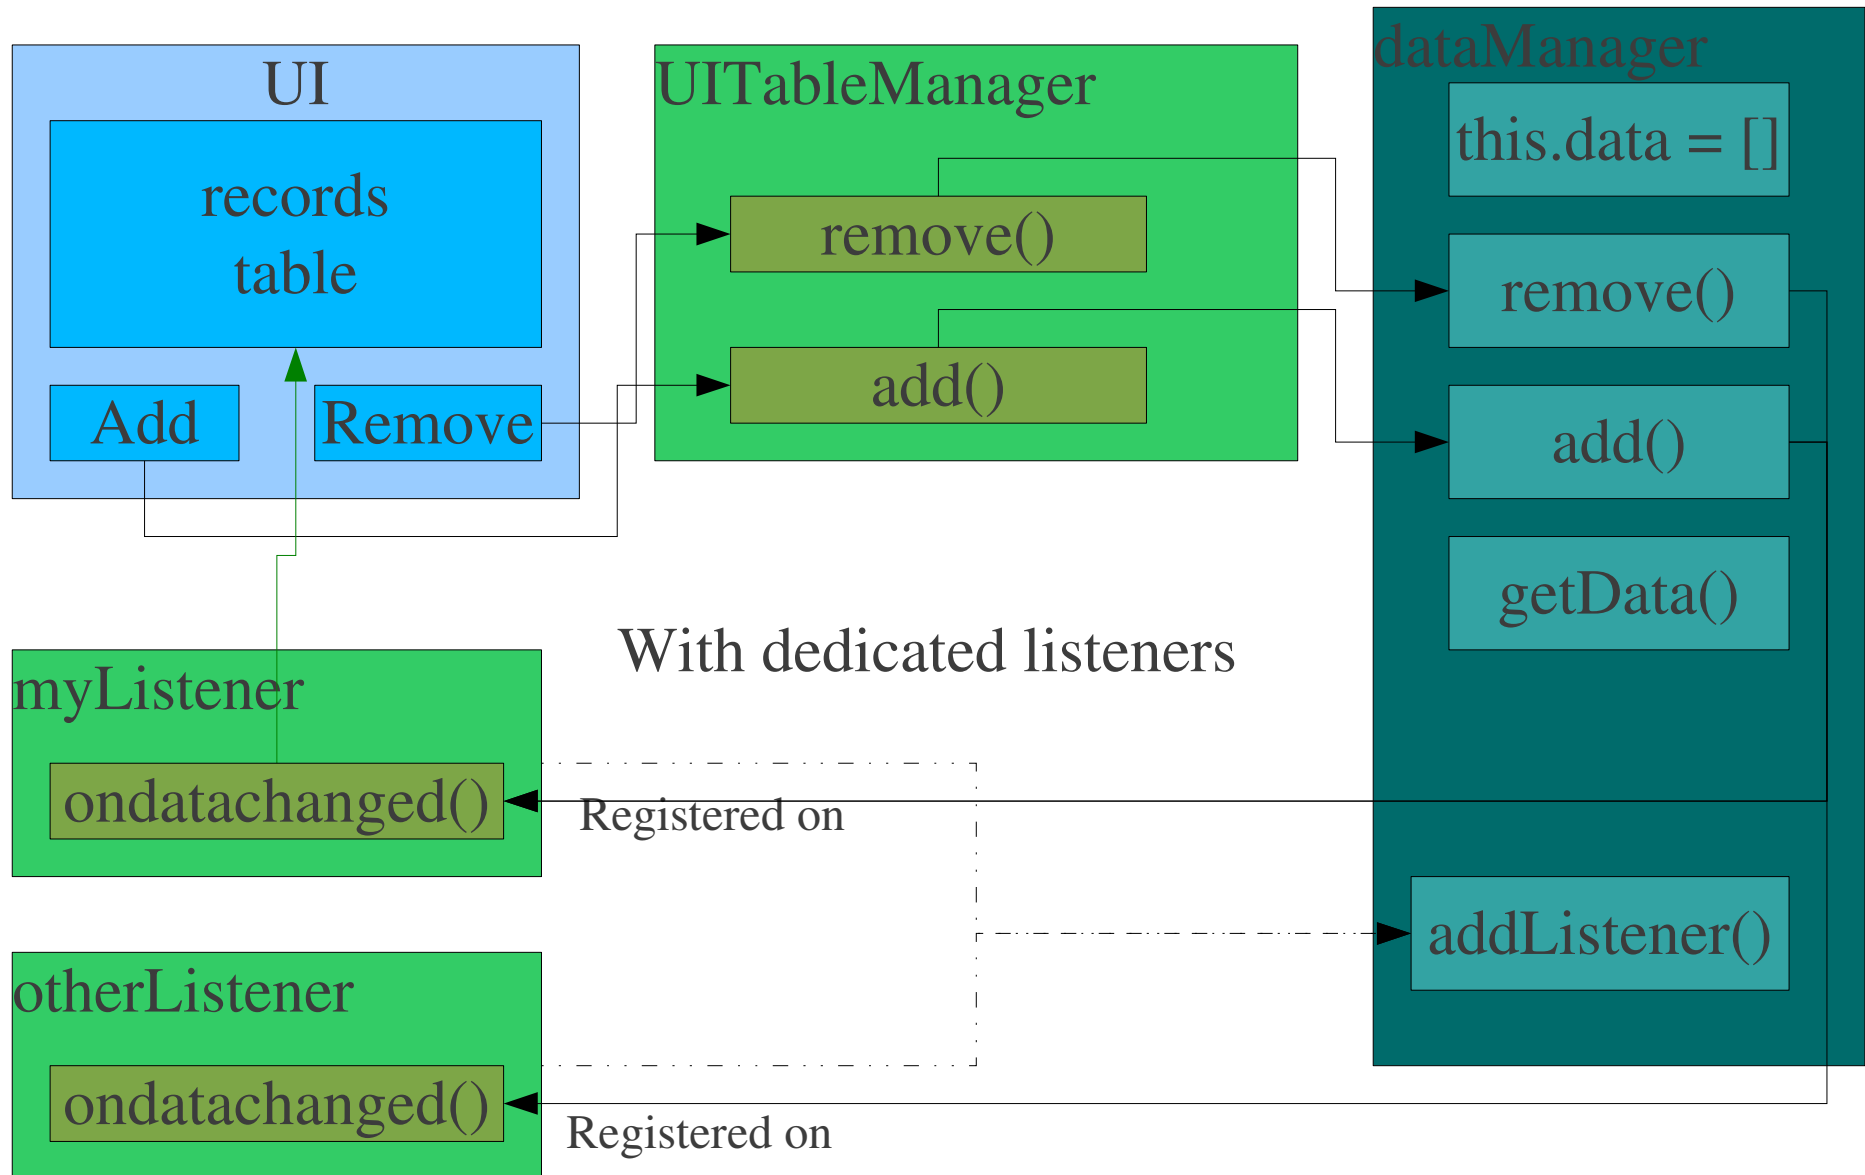 UI
records
table
Add
Remove
UITableManager
remove()
add()
dataManager
this.data = []
remove()
add()
getData()
addListener()
With dedicated listeners
myListener
ondatachanged()
Registered on
otherListener
ondatachanged()
Registered on